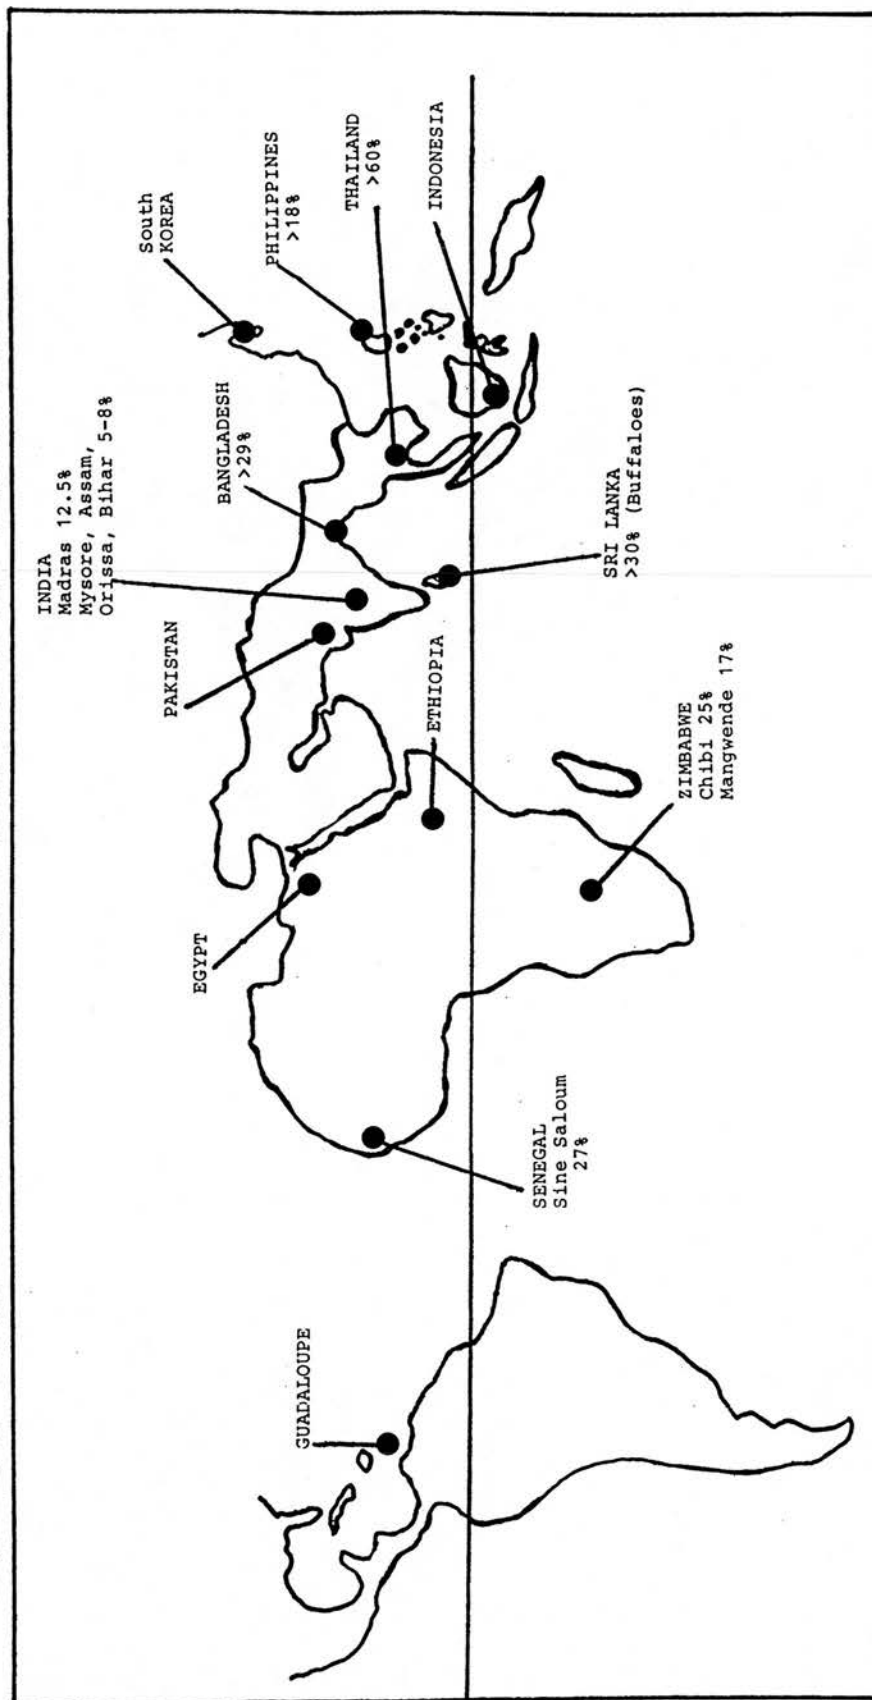 South
KOREA
PHILIPPINES
>18%
THAILAND
>60%
INDONESIA
BANGLADESH
>29%
INDIA
Madras 12.5%
Mysore, Assam,
Orissa, Bihar 5-8%
PAKISTAN
SRI LANKA
>30% (Buffaloes)
ETHIOPIA
ZIMBABWE
Chibi 25%
Mangwende 17%
EGYPT
SENEGAL
Sine Saloum
27%
GUADALOUPE